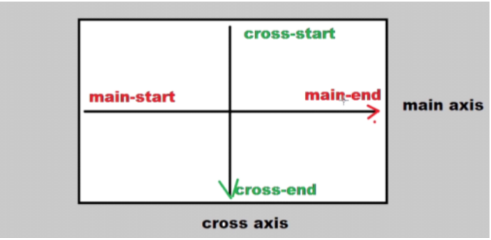 cross-start
main-start
main-end
main axis
cross-end
cross axis